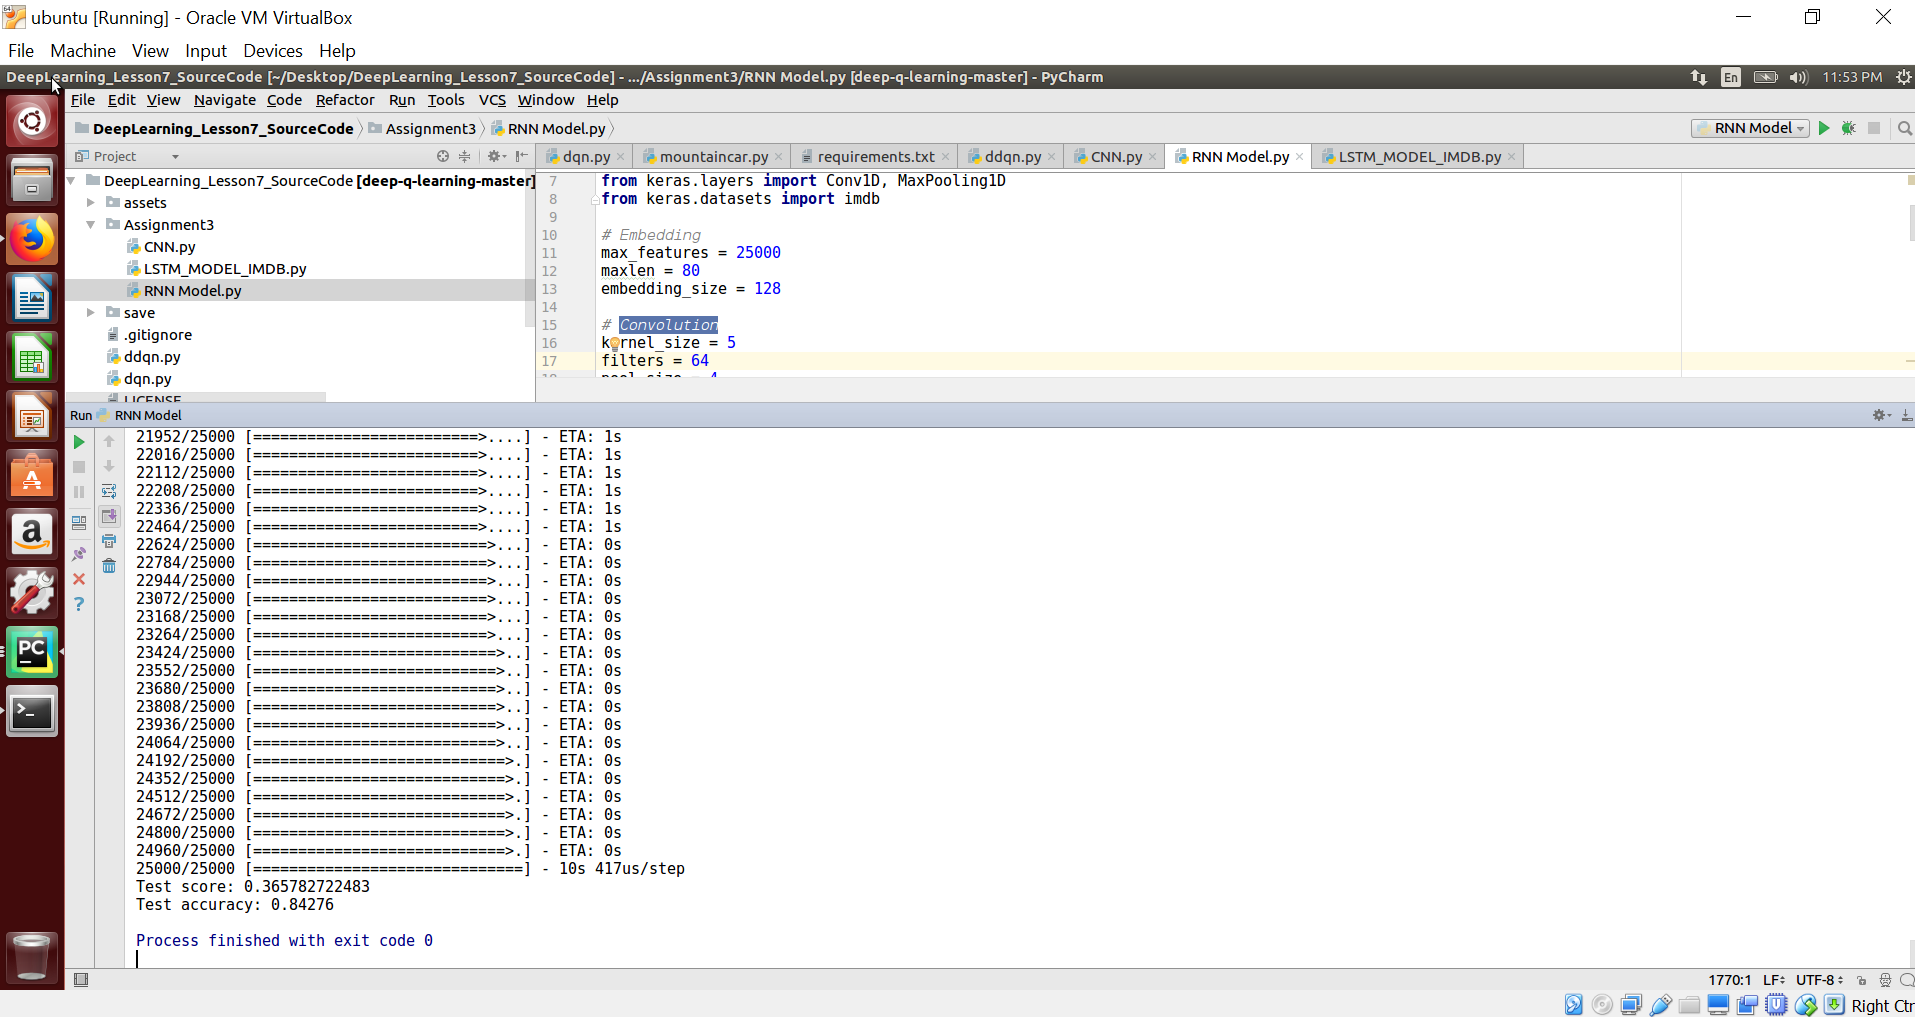 ubuntu [Running] - Oracle VM VirtualBox
File Machine View Input Devices Help
DeepLearning_Lesson7_SourceCode [~/Desktop/DeepLearning_Lesson7_SourceCode] - .../Assignment3/RNN Model.py [deep-q-learning-master] - PyCharm
En 11:53 PM
File Edit View Navigate Code Refactor Run Tools VCS Window Help
DeepLearning_Lesson7_SourceCode Assignment3 RNN Model.py
RNN Model
Project
dqn.py mountaincar.py requirements.txt ddqn.py CNN.py RNN Model.py LSTM_MODEL_IMDB.py
DeepLearning_Lesson7_SourceCode [deep-q-learning-master]
assets
Assignment3
CNN.py
LSTM_MODEL_IMDB.py
RNN Model.py
save
.gitignore
ddqn.py
dqn.py
LICENSE
7 from keras.layers import Conv1D, MaxPooling1D
8 from keras.datasets import imdb
9
10 # Embedding
11 max_features = 25000
12 maxlen = 80
13 embedding_size = 128
14
15 # Convolution
16 kernel_size = 5
17 filters = 64
18 pool_size = 4
Run RNN Model
21952/25000 [=========================>....] - ETA: 1s
22016/25000 [=========================>....] - ETA: 1s
22112/25000 [=========================>....] - ETA: 1s
22208/25000 [=========================>....] - ETA: 1s
22336/25000 [=========================>....] - ETA: 1s
22464/25000 [=========================>....] - ETA: 1s
22624/25000 [==========================>...] - ETA: 0s
22784/25000 [==========================>...] - ETA: 0s
22944/25000 [==========================>...] - ETA: 0s
23072/25000 [==========================>...] - ETA: 0s
23168/25000 [==========================>...] - ETA: 0s
23264/25000 [==========================>...] - ETA: 0s
23424/25000 [===========================>..] - ETA: 0s
23552/25000 [===========================>..] - ETA: 0s
23680/25000 [===========================>..] - ETA: 0s
23808/25000 [===========================>..] - ETA: 0s
23936/25000 [===========================>..] - ETA: 0s
24064/25000 [===========================>..] - ETA: 0s
24192/25000 [============================>.] - ETA: 0s
24352/25000 [============================>.] - ETA: 0s
24512/25000 [============================>.] - ETA: 0s
24672/25000 [============================>.] - ETA: 0s
24800/25000 [============================>.] - ETA: 0s
24960/25000 [============================>.] - ETA: 0s
25000/25000 [==============================] - 10s 417us/step
Test score: 0.365782722483
Test accuracy: 0.84276
Process finished with exit code 0
1770:1 LF UTF-8
Right Ctr